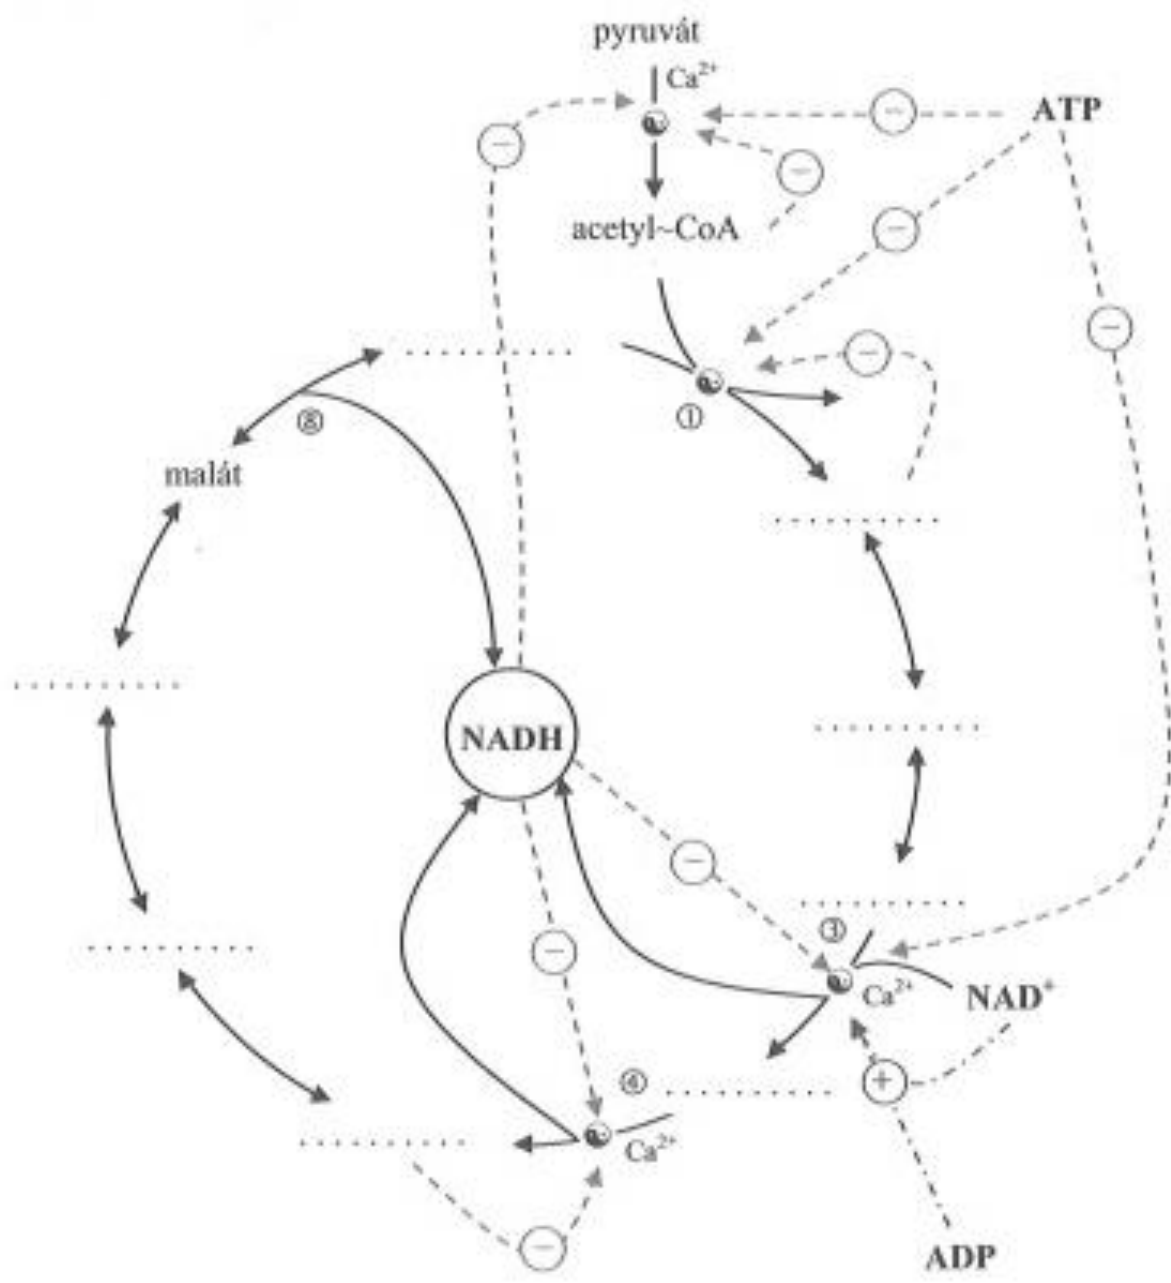 pyruvát
Ca²⁺
ATP
acetyl~CoA
①
⑧
malát
NADH
③
Ca²⁺
NAD⁺
④
Ca²⁺
ADP